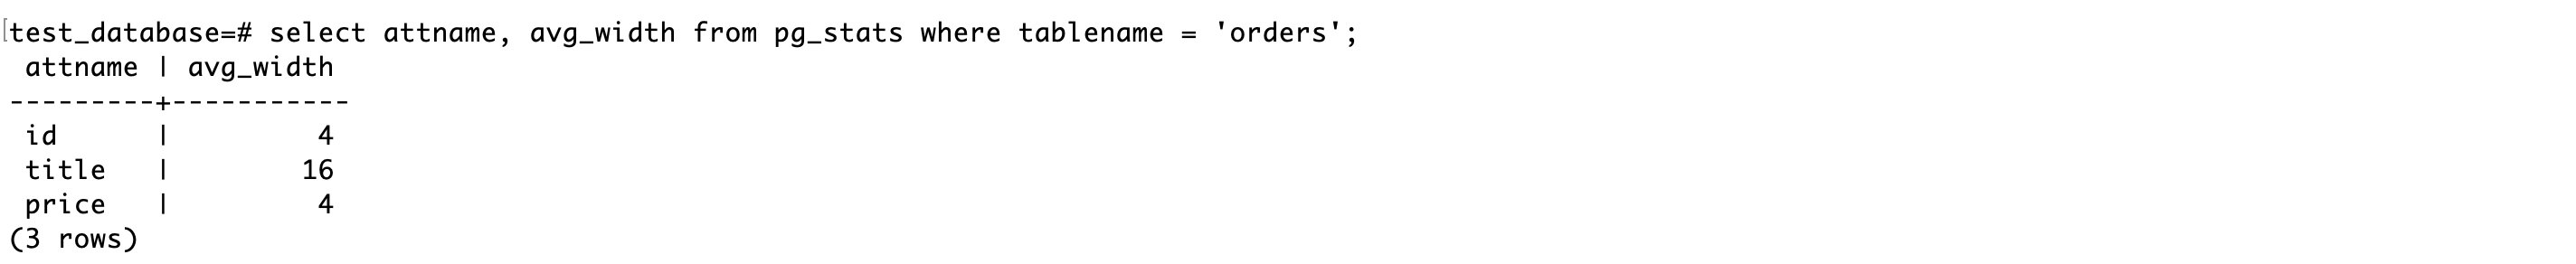 [test_database=# select attname, avg_width from pg_stats where tablename = 'orders';
 attname | avg_width
---------+-----------
 id      |         4
 title   |        16
 price   |         4
(3 rows)